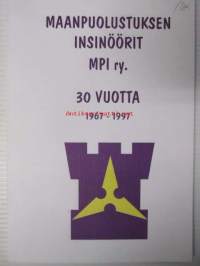 MAANPUOLUSTUKSEN
INSINÖÖRIT
MPI ry.
30 VUOTTA
1967 - 1997